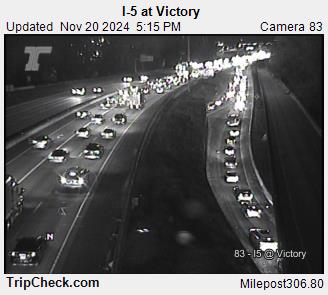 I-5 at Victory
Updated Nov 20 2024 5:15 PM Camera 83
T
N
83 - I5 @ Victory
TripCheck.com Milepost306.80